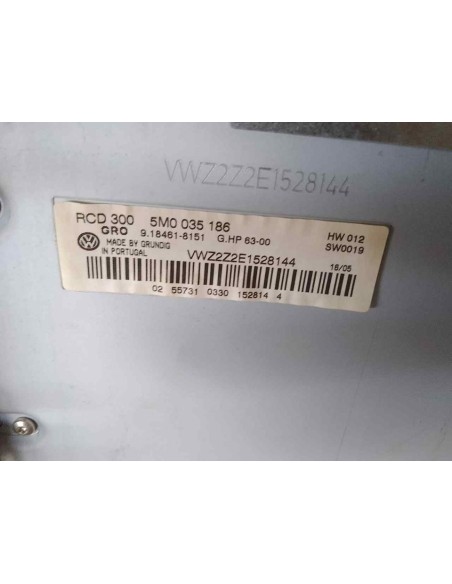 VWZ2Z2E1528144
RCD 300 5M0 035 186
GRO 9.18461-8151 G.HP 63-00 HW 012
MADE BY GRUNDIG SW0019
IN PORTUGAL VWZ2Z2E1528144 16/05
02 55731 0330 152814 4